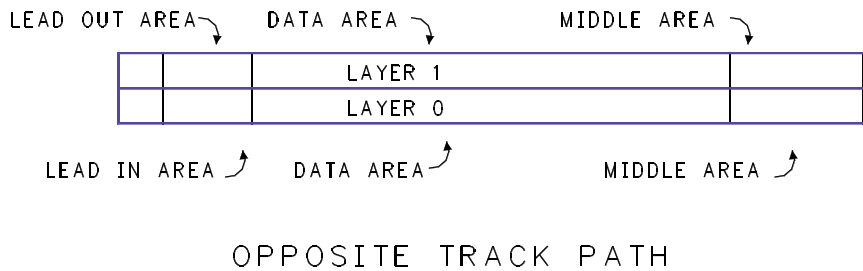 LEAD OUT AREA DATA AREA MIDDLE AREA
LAYER 1
LAYER 0
LEAD IN AREA DATA AREA MIDDLE AREA
OPPOSITE TRACK PATH